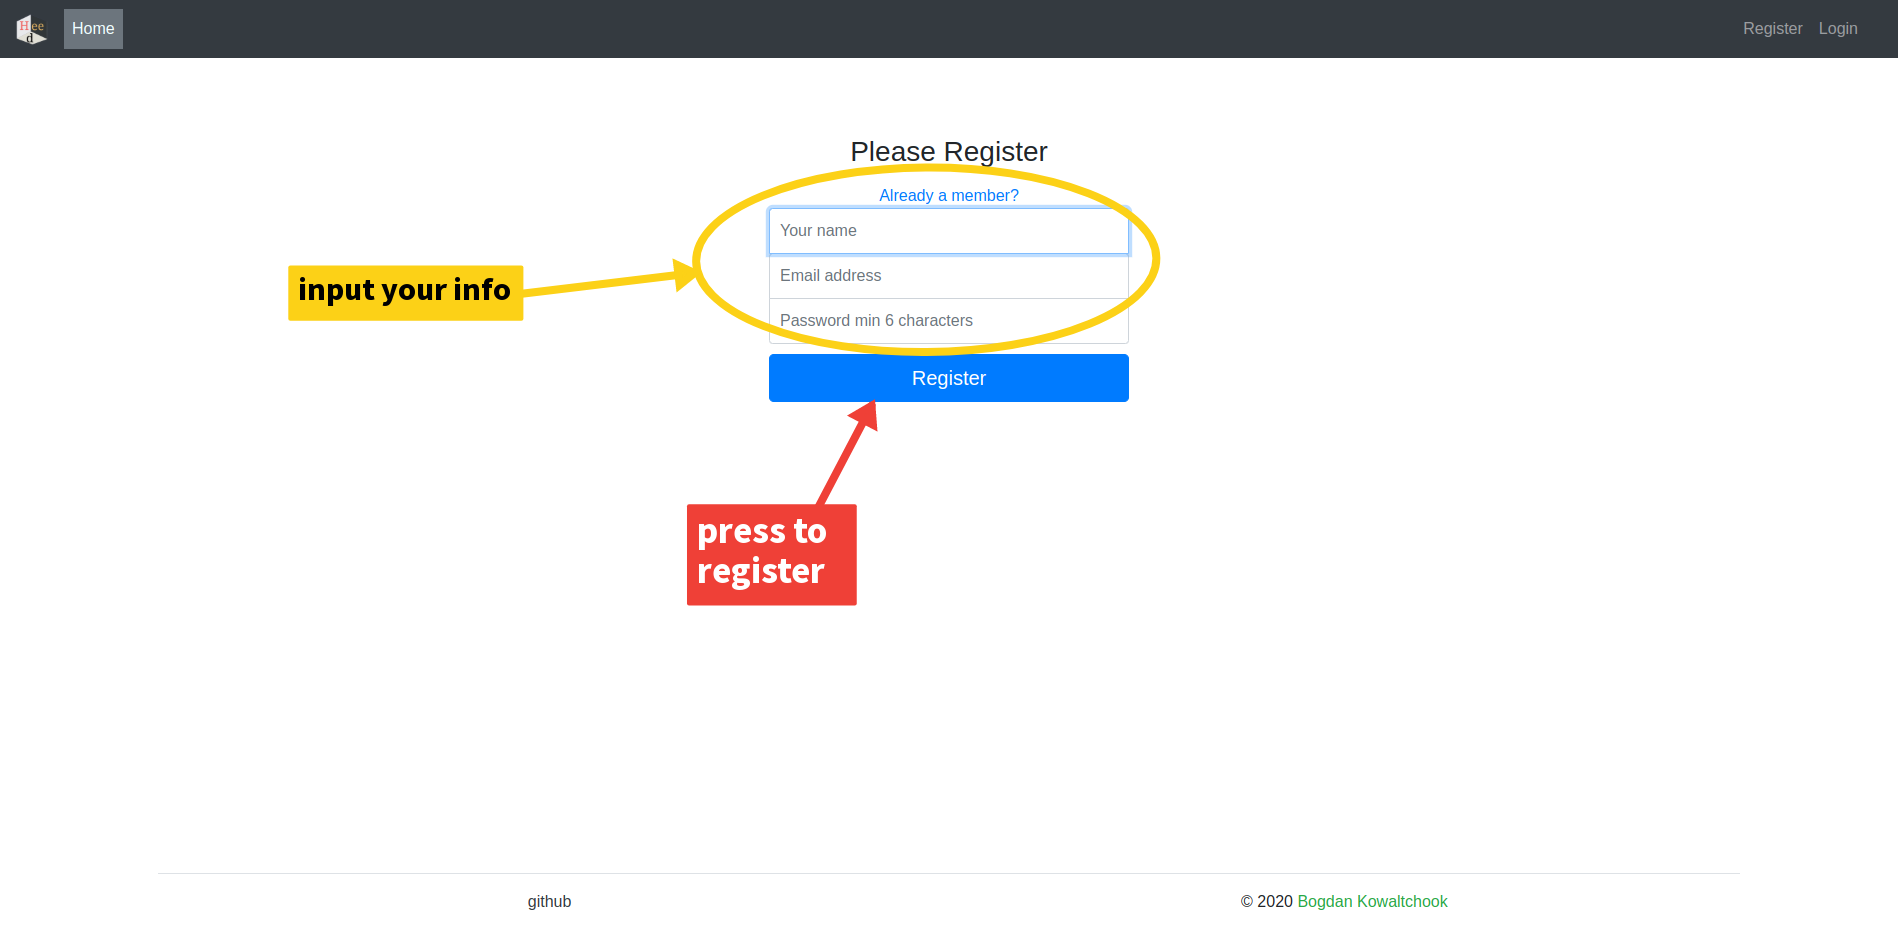 Hee
d
Home
Register
Login
Please Register
Already a member?
Your name
Email address
Password min 6 characters
Register
input your info
press to
register
github
© 2020 Bogdan Kowaltchook